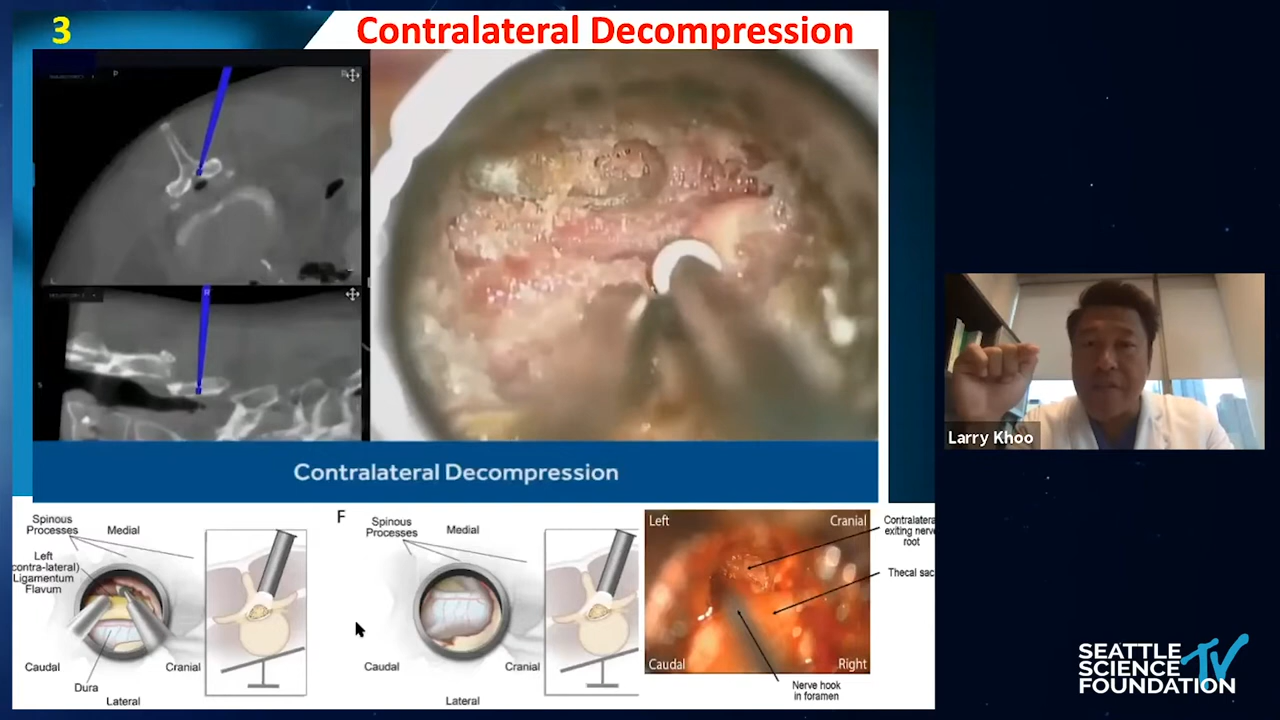 3
Contralateral Decompression
P
R
H
S
Contralateral Decompression
Larry Khoo
Spinous
Processes
Medial
Left
contra-lateral)
Ligamentum
Flavum
Caudal
Cranial
Dura
Lateral
F
Spinous
Processes
Medial
Caudal
Cranial
Lateral
Left
Cranial
Caudal
Right
Contralatera
exiting nerve
root
Thecal sac
Nerve hook
in foramen
SEATTLE
SCIENCE
FOUNDATION
TV